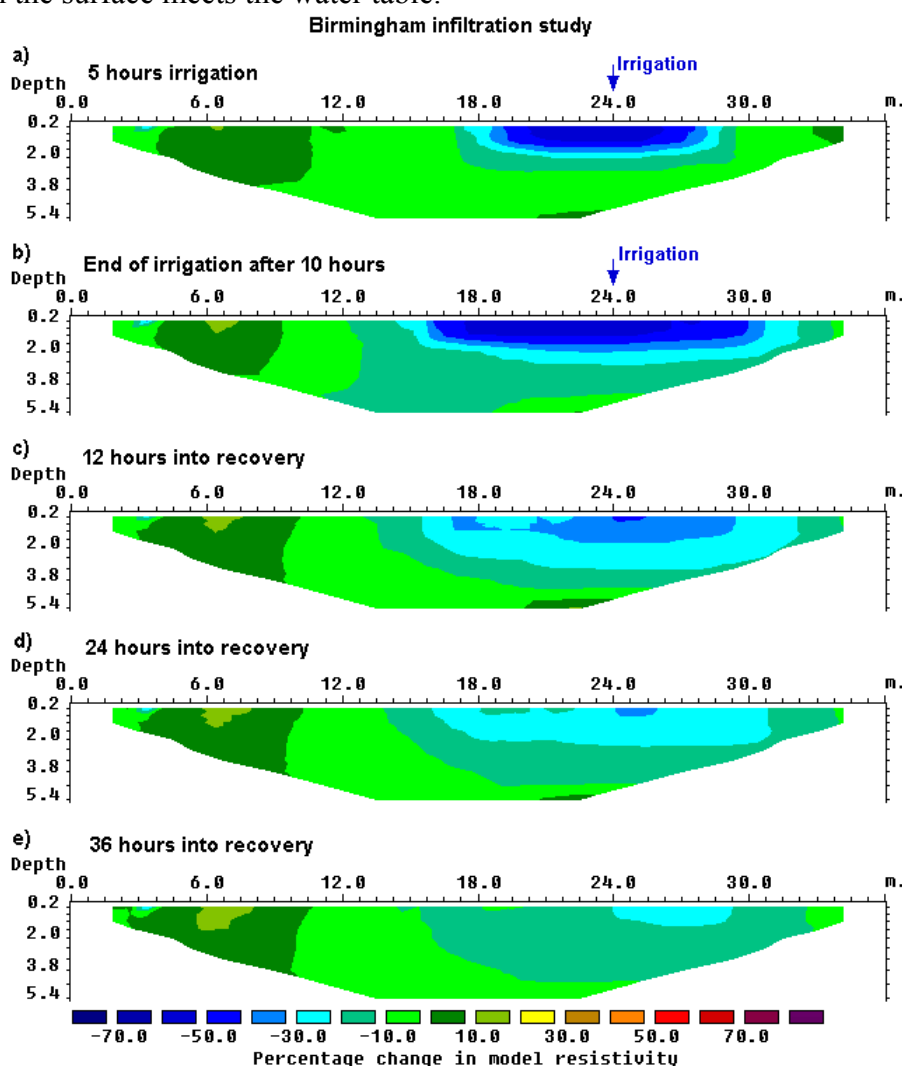 the surface meets the water table.
Birmingham infiltration study
a)
5 hours irrigation
Irrigation
Depth
0.0 6.0 12.0 18.0 24.0 30.0 m.
0.2
2.0
3.8
5.4
b)
End of irrigation after 10 hours
Irrigation
Depth
0.0 6.0 12.0 18.0 24.0 30.0 m.
0.2
2.0
3.8
5.4
c)
12 hours into recovery
Depth
0.0 6.0 12.0 18.0 24.0 30.0 m.
0.2
2.0
3.8
5.4
d)
24 hours into recovery
Depth
0.0 6.0 12.0 18.0 24.0 30.0 m.
0.2
2.0
3.8
5.4
e)
36 hours into recovery
Depth
0.0 6.0 12.0 18.0 24.0 30.0 m.
0.2
2.0
3.8
5.4
-70.0 -50.0 -30.0 -10.0 10.0 30.0 50.0 70.0
Percentage change in model resistivity